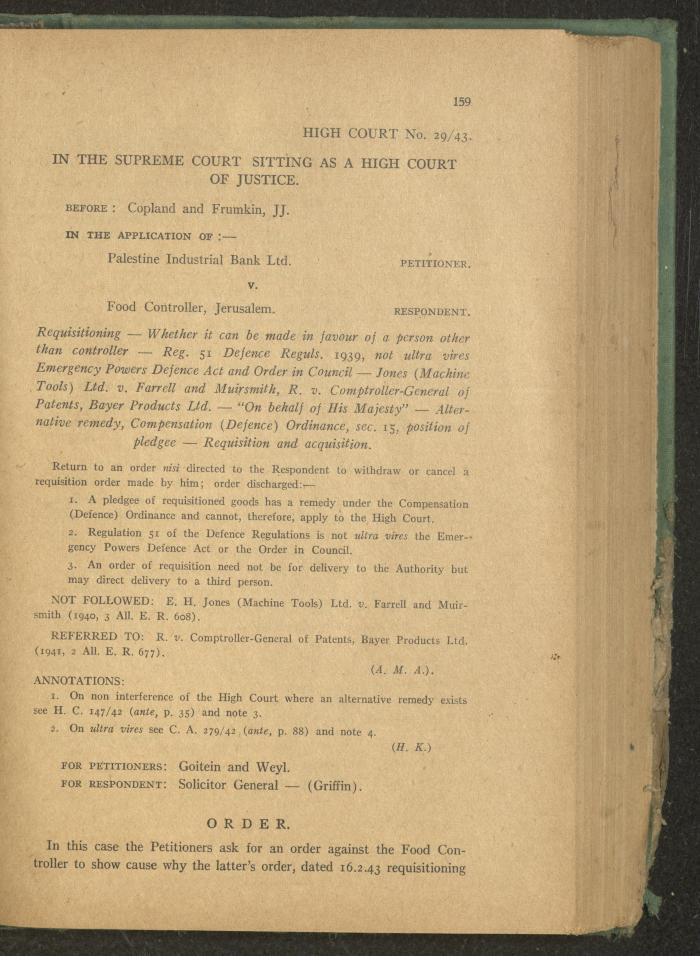 159
HIGH COURT No. 29/43.
IN THE SUPREME COURT SITTING AS A HIGH COURT
OF JUSTICE.
BEFORE : Copland and Frumkin, JJ.
IN THE APPLICATION OF :—
Palestine Industrial Bank Ltd. PETITIONER.
v.
Food Controller, Jerusalem. RESPONDENT.
Requisitioning — Whether it can be made in favour of a person other
than controller — Reg. 51 Defence Reguls. 1939, not ultra vires
Emergency Powers Defence Act and Order in Council — Jones (Machine
Tools) Ltd. v. Farrell and Muirsmith, R. v. Comptroller-General of
Patents, Bayer Products Ltd. — "On behalf of His Majesty" — Alter-
native remedy, Compensation (Defence) Ordinance, sec. 15, position of
pledgee — Requisition and acquisition.
Return to an order nisi directed to the Respondent to withdraw or cancel a
requisition order made by him; order discharged:—
1. A pledgee of requisitioned goods has a remedy under the Compensation
(Defence) Ordinance and cannot, therefore, apply to the High Court.
2. Regulation 51 of the Defence Regulations is not ultra vires the Emer-
gency Powers Defence Act or the Order in Council.
3. An order of requisition need not be for delivery to the Authority but
may direct delivery to a third person.
NOT FOLLOWED: E. H. Jones (Machine Tools) Ltd. v. Farrell and Muir-
smith (1940, 3 All. E. R. 608).
REFERRED TO: R. v. Comptroller-General of Patents, Bayer Products Ltd.
(1941, 2 All. E. R. 677).
(A. M. A.).
ANNOTATIONS:
1. On non interference of the High Court where an alternative remedy exists
see H. C. 147/42 (ante, p. 35) and note 3.
2. On ultra vires see C. A. 279/42 (ante, p. 88) and note 4.
(H. K.)
FOR PETITIONERS: Goitein and Weyl.
FOR RESPONDENT: Solicitor General — (Griffin).
ORDER.
In this case the Petitioners ask for an order against the Food Con-
troller to show cause why the latter's order, dated 16.2.43 requisitioning